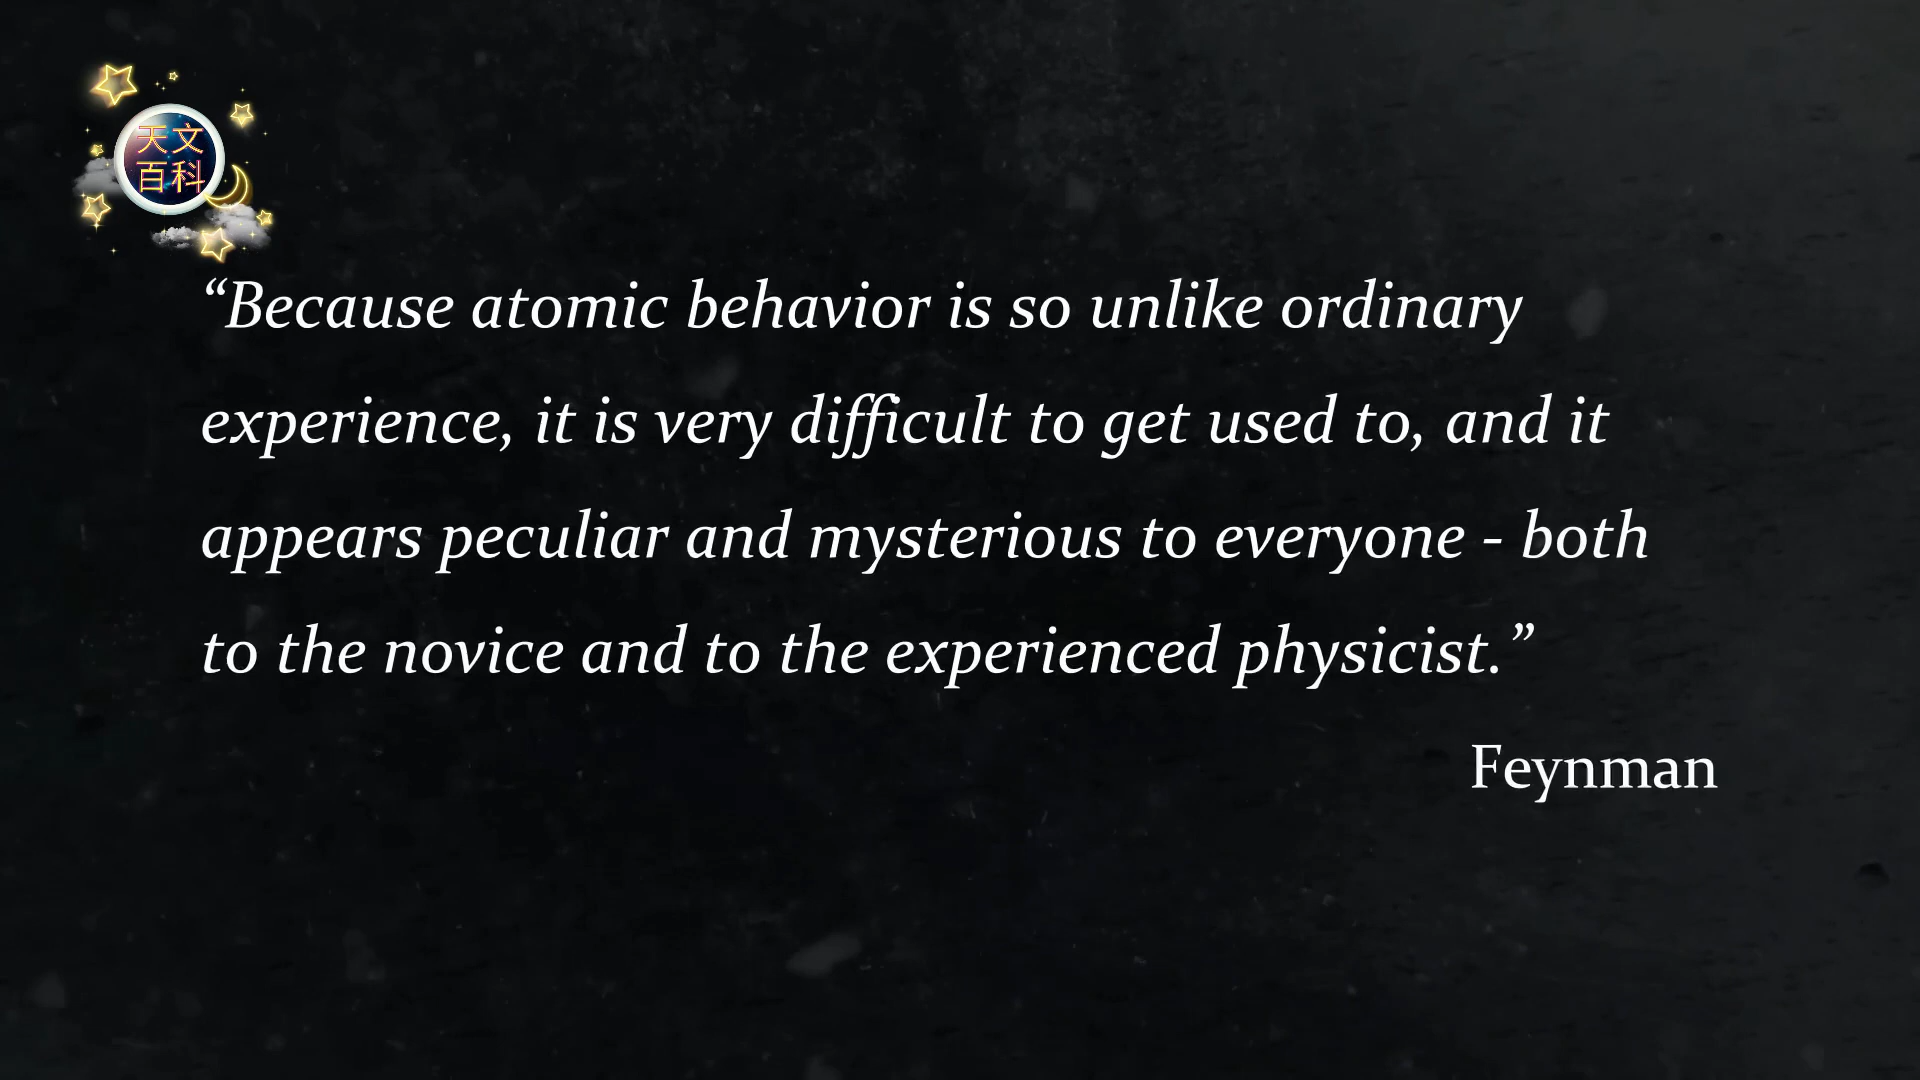 天文
百科
“Because atomic behavior is so unlike ordinary
experience, it is very difficult to get used to, and it
appears peculiar and mysterious to everyone - both
to the novice and to the experienced physicist.”
Feynman